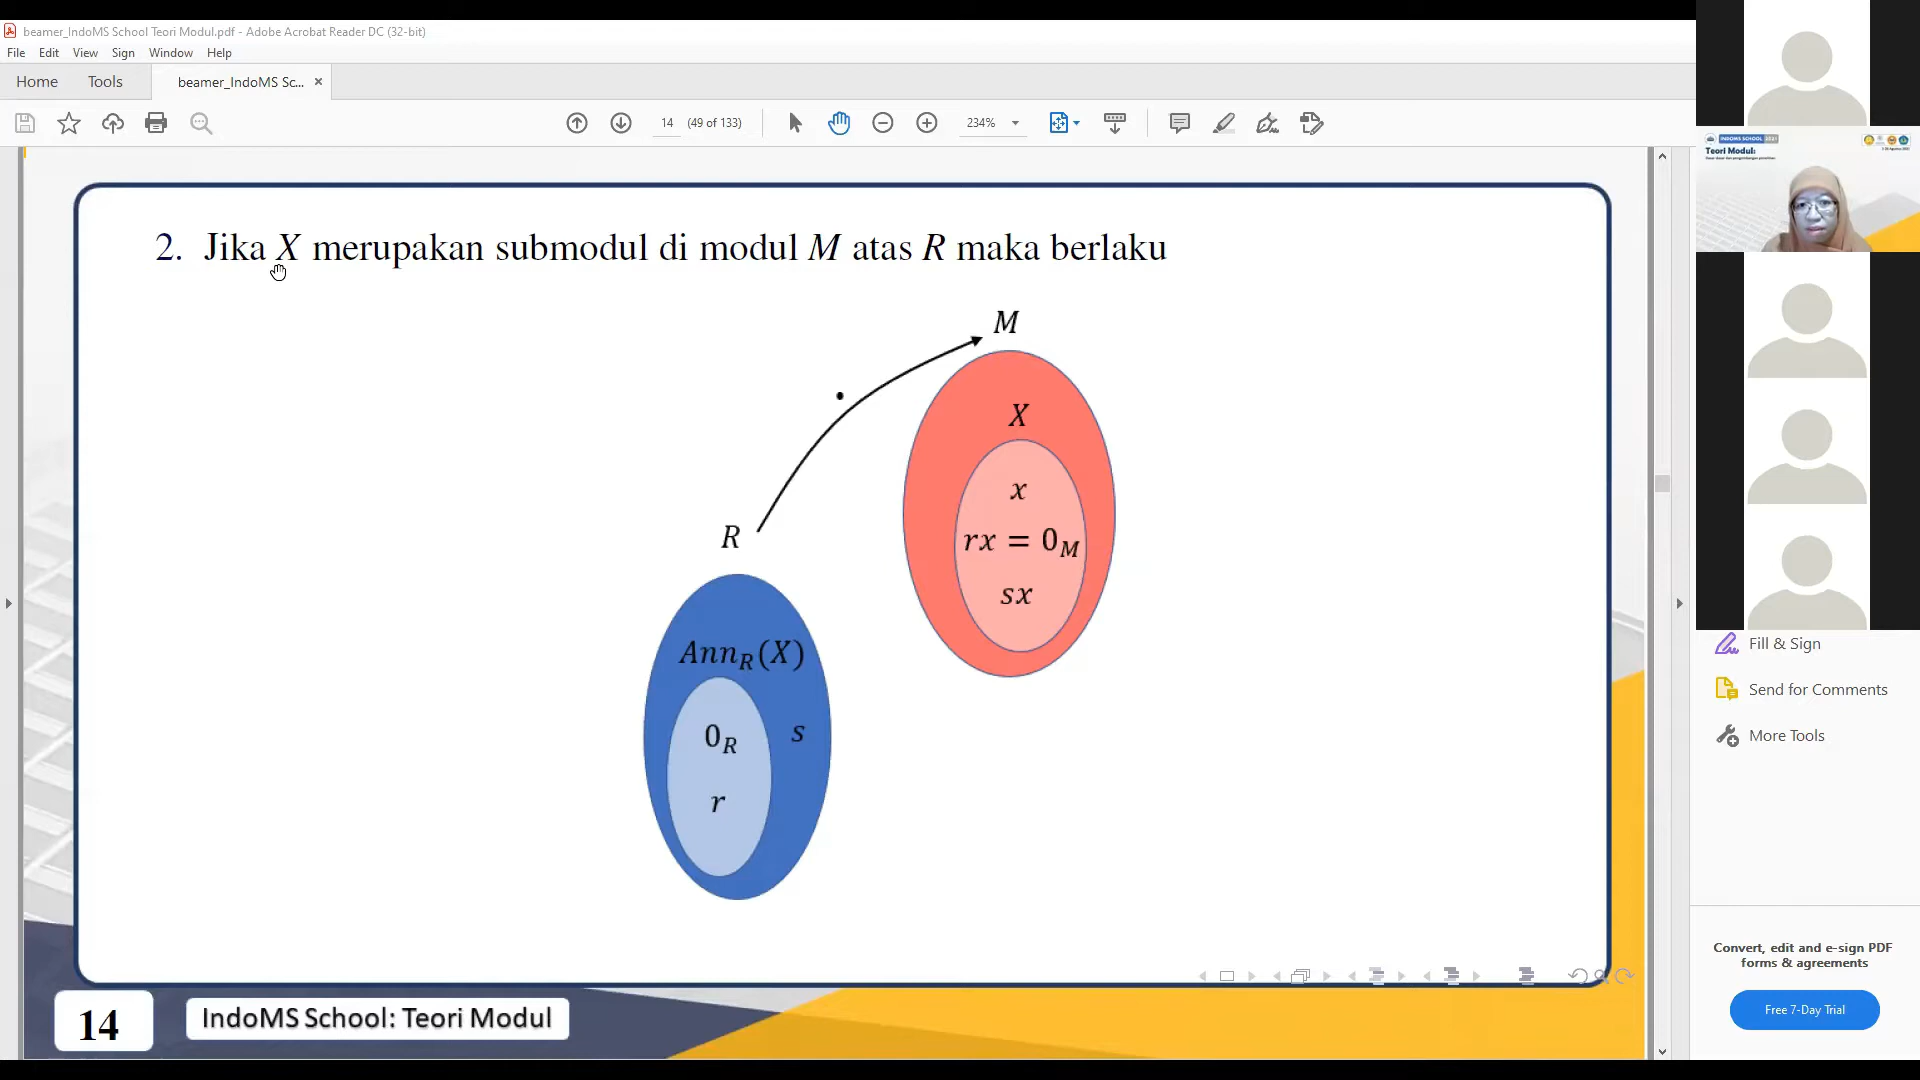 beamer_IndoMS School Teori Modul.pdf - Adobe Acrobat Reader DC (32-bit)
File Edit View Sign Window Help
Home Tools beamer_IndoMS Sc... ×
14 (49 of 133) 234%
INDOMS SCHOOL 2021
Teori Modul:
2. Jika X merupakan submodul di modul M atas R maka berlaku
M
X
x
rx = 0_M
sx
R
Ann_R(X)
0_R s
r
Fill & Sign
Send for Comments
More Tools
Convert, edit and e-sign PDF
forms & agreements
Free 7-Day Trial
14 IndoMS School: Teori Modul